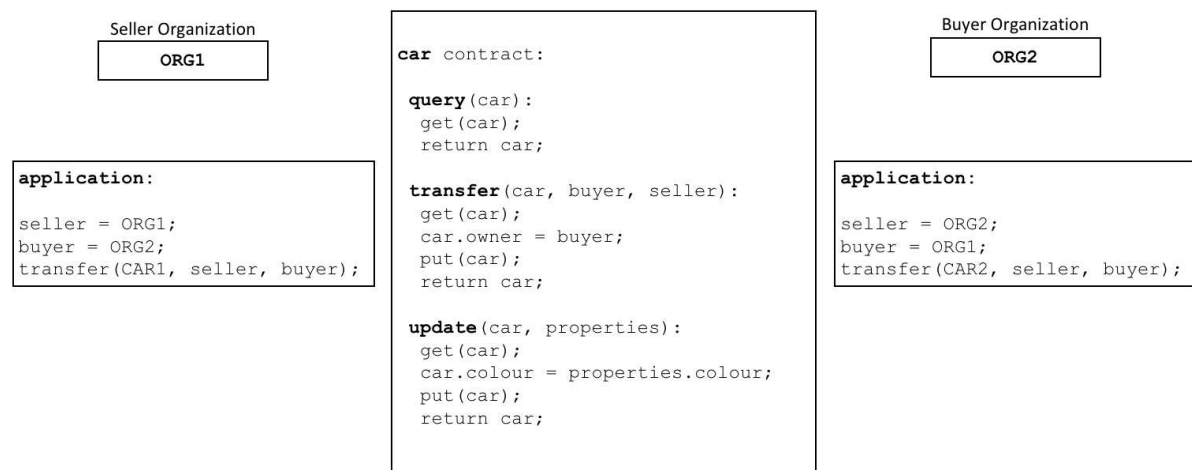 Seller Organization
ORG1
application:
seller = ORG1;
buyer = ORG2;
transfer(CAR1, seller, buyer);
car contract:
query(car):
get(car);
return car;
transfer(car, buyer, seller):
get(car);
car.owner = buyer;
put(car);
return car;
update(car, properties):
get(car);
car.colour = properties.colour;
put(car);
return car;
Buyer Organization
ORG2
application:
seller = ORG2;
buyer = ORG1;
transfer(CAR2, seller, buyer);